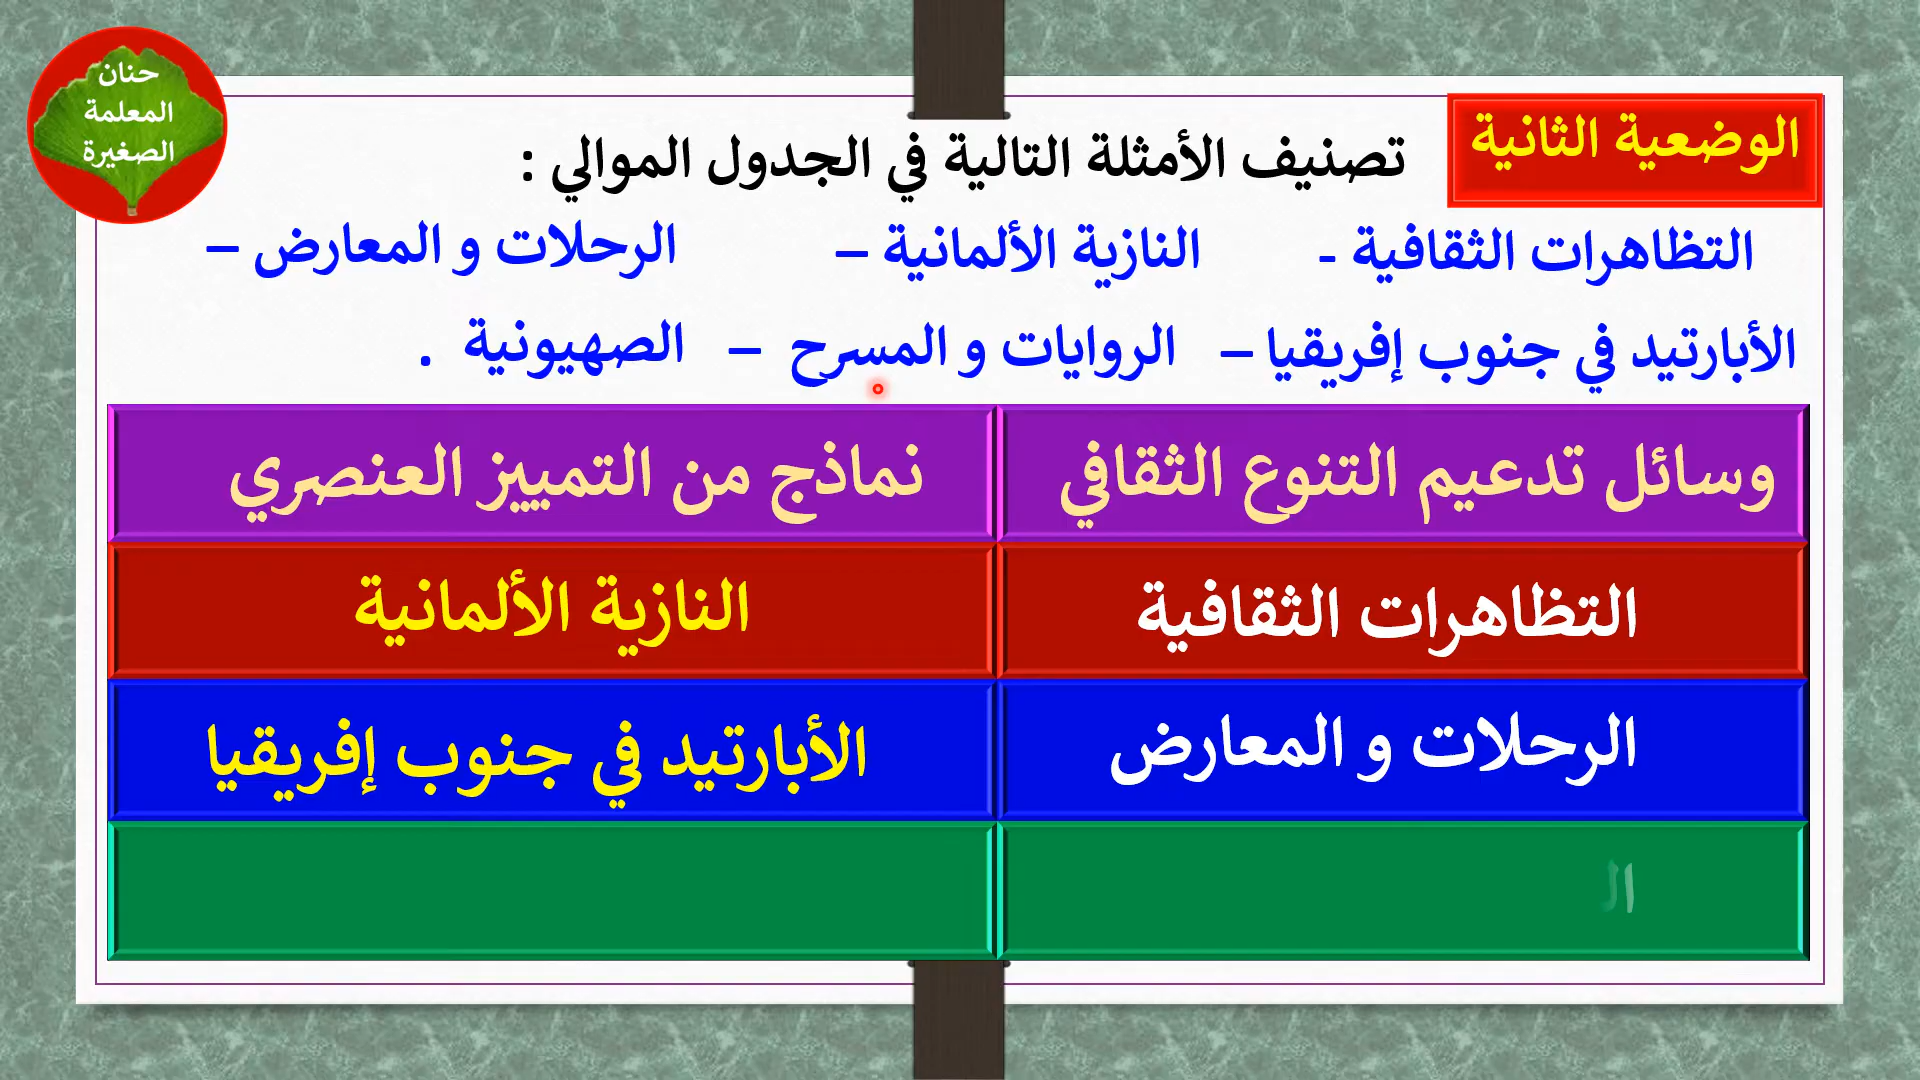 حنان
المعلمة
الصغيرة
الوضعية الثانية
تصنيف الأمثلة التالية في الجدول الموالي :
التظاهرات الثقافية - النازية الألمانية – الرحلات و المعارض –
الأبارتيد في جنوب إفريقيا – الروايات و المسرح – الصهيونية .
وسائل تدعيم التنوع الثقافي نماذج من التمييز العنصري
التظاهرات الثقافية النازية الألمانية
الرحلات و المعارض الأبارتيد في جنوب إفريقيا